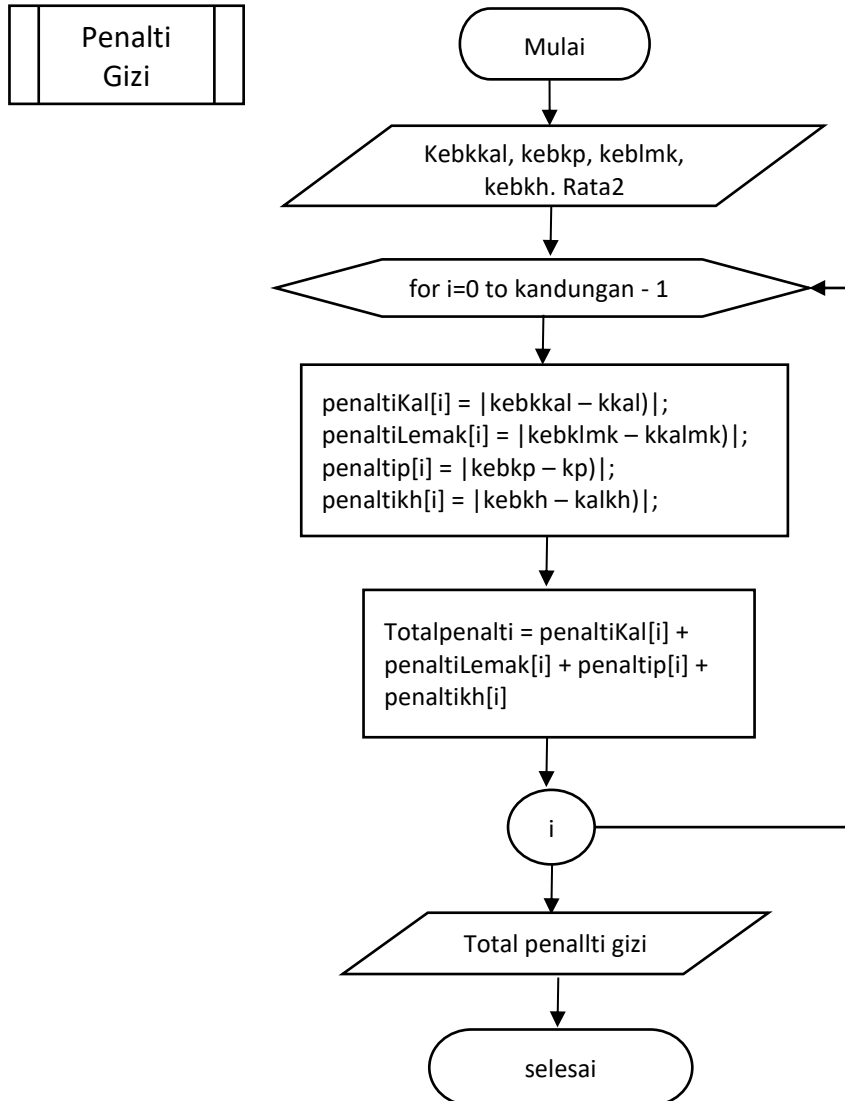 Penalti
Gizi
Mulai
Kebkkal, kebkp, keblmk,
kebkh. Rata2
for i=0 to kandungan - 1
penaltiKal[i] = |kebkkal – kkal)|;
penaltiLemak[i] = |kebklmk – kkalmk)|;
penaltip[i] = |kebkp – kp)|;
penaltikh[i] = |kebkh – kalkh)|;
Totalpenalti = penaltiKal[i] +
penaltiLemak[i] + penaltip[i] +
penaltikh[i]
i
Total penallti gizi
selesai